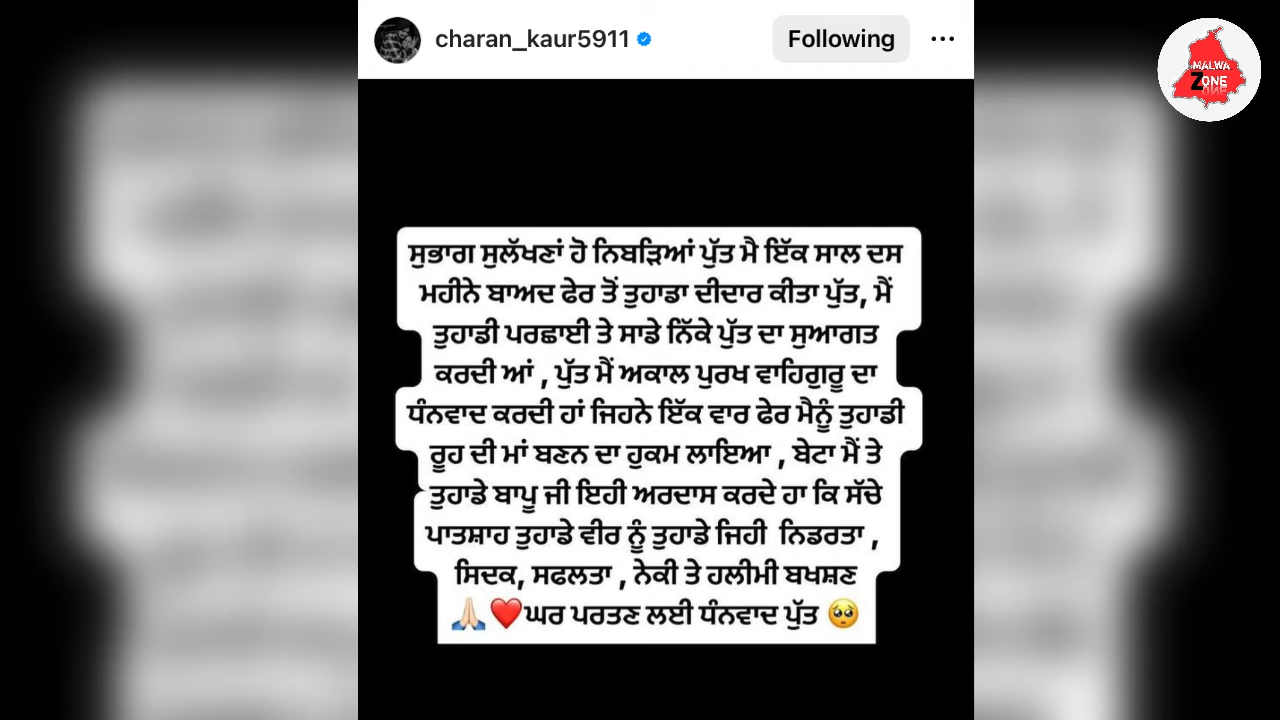 charan_kaur5911
Following
MALWA
ZONE
ਸੁਭਾਗ ਸੁਲੱਖਣਾਂ ਹੋ ਨਿਬੜਿਆਂ ਪੁੱਤ ਮੈ ਇੱਕ ਸਾਲ ਦਸ
ਮਹੀਨੇ ਬਾਅਦ ਫੇਰ ਤੋਂ ਤੁਹਾਡਾ ਦੀਦਾਰ ਕੀਤਾ ਪੁੱਤ, ਮੈਂ
ਤੁਹਾਡੀ ਪਰਛਾਈ ਤੇ ਸਾਡੇ ਨਿੱਕੇ ਪੁੱਤ ਦਾ ਸੁਆਗਤ
ਕਰਦੀ ਆਂ , ਪੁੱਤ ਮੈਂ ਅਕਾਲ ਪੁਰਖ ਵਾਹਿਗੁਰੂ ਦਾ
ਧੰਨਵਾਦ ਕਰਦੀ ਹਾਂ ਜਿਹਨੇ ਇੱਕ ਵਾਰ ਫੇਰ ਮੈਨੂੰ ਤੁਹਾਡੀ
ਰੂਹ ਦੀ ਮਾਂ ਬਣਨ ਦਾ ਹੁਕਮ ਲਾਇਆ , ਬੇਟਾ ਮੈਂ ਤੇ
ਤੁਹਾਡੇ ਬਾਪੂ ਜੀ ਇਹੀ ਅਰਦਾਸ ਕਰਦੇ ਹਾ ਕਿ ਸੱਚੇ
ਪਾਤਸ਼ਾਹ ਤੁਹਾਡੇ ਵੀਰ ਨੂੰ ਤੁਹਾਡੇ ਜਿਹੀ ਨਿਡਰਤਾ ,
ਸਿਦਕ, ਸਫਲਤਾ , ਨੇਕੀ ਤੇ ਹਲੀਮੀ ਬਖਸ਼ਣ
🙏🏻❤️ਘਰ ਪਰਤਣ ਲਈ ਧੰਨਵਾਦ ਪੁੱਤ 🥺